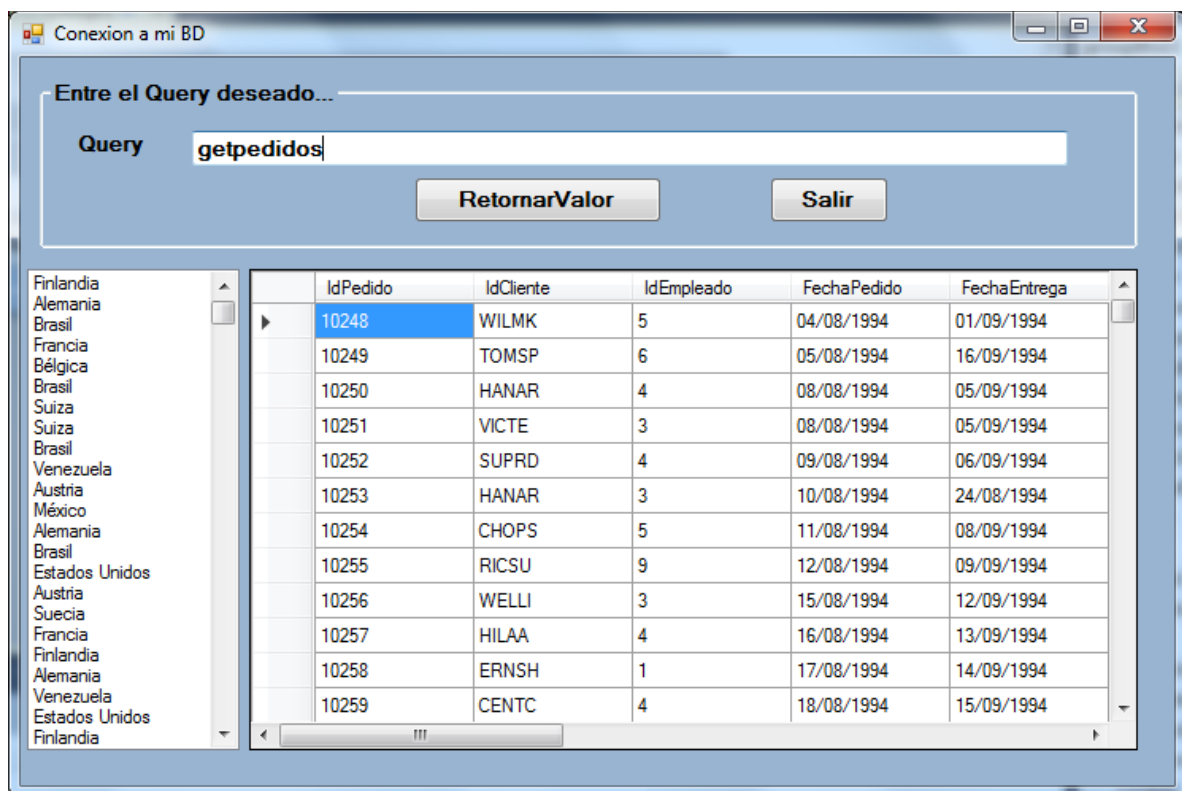 Conexion a mi BD
Entre el Query deseado...
Query getpedidos
RetornarValor Salir
Finlandia
Alemania
Brasil
Francia
Bélgica
Brasil
Suiza
Suiza
Brasil
Venezuela
Austria
México
Alemania
Brasil
Estados Unidos
Austria
Suecia
Francia
Finlandia
Alemania
Venezuela
Estados Unidos
Finlandia
IdPedido IdCliente IdEmpleado FechaPedido FechaEntrega
10248 WILMK 5 04/08/1994 01/09/1994
10249 TOMSP 6 05/08/1994 16/09/1994
10250 HANAR 4 08/08/1994 05/09/1994
10251 VICTE 3 08/08/1994 05/09/1994
10252 SUPRD 4 09/08/1994 06/09/1994
10253 HANAR 3 10/08/1994 24/08/1994
10254 CHOPS 5 11/08/1994 08/09/1994
10255 RICSU 9 12/08/1994 09/09/1994
10256 WELLI 3 15/08/1994 12/09/1994
10257 HILAA 4 16/08/1994 13/09/1994
10258 ERNSH 1 17/08/1994 14/09/1994
10259 CENTC 4 18/08/1994 15/09/1994